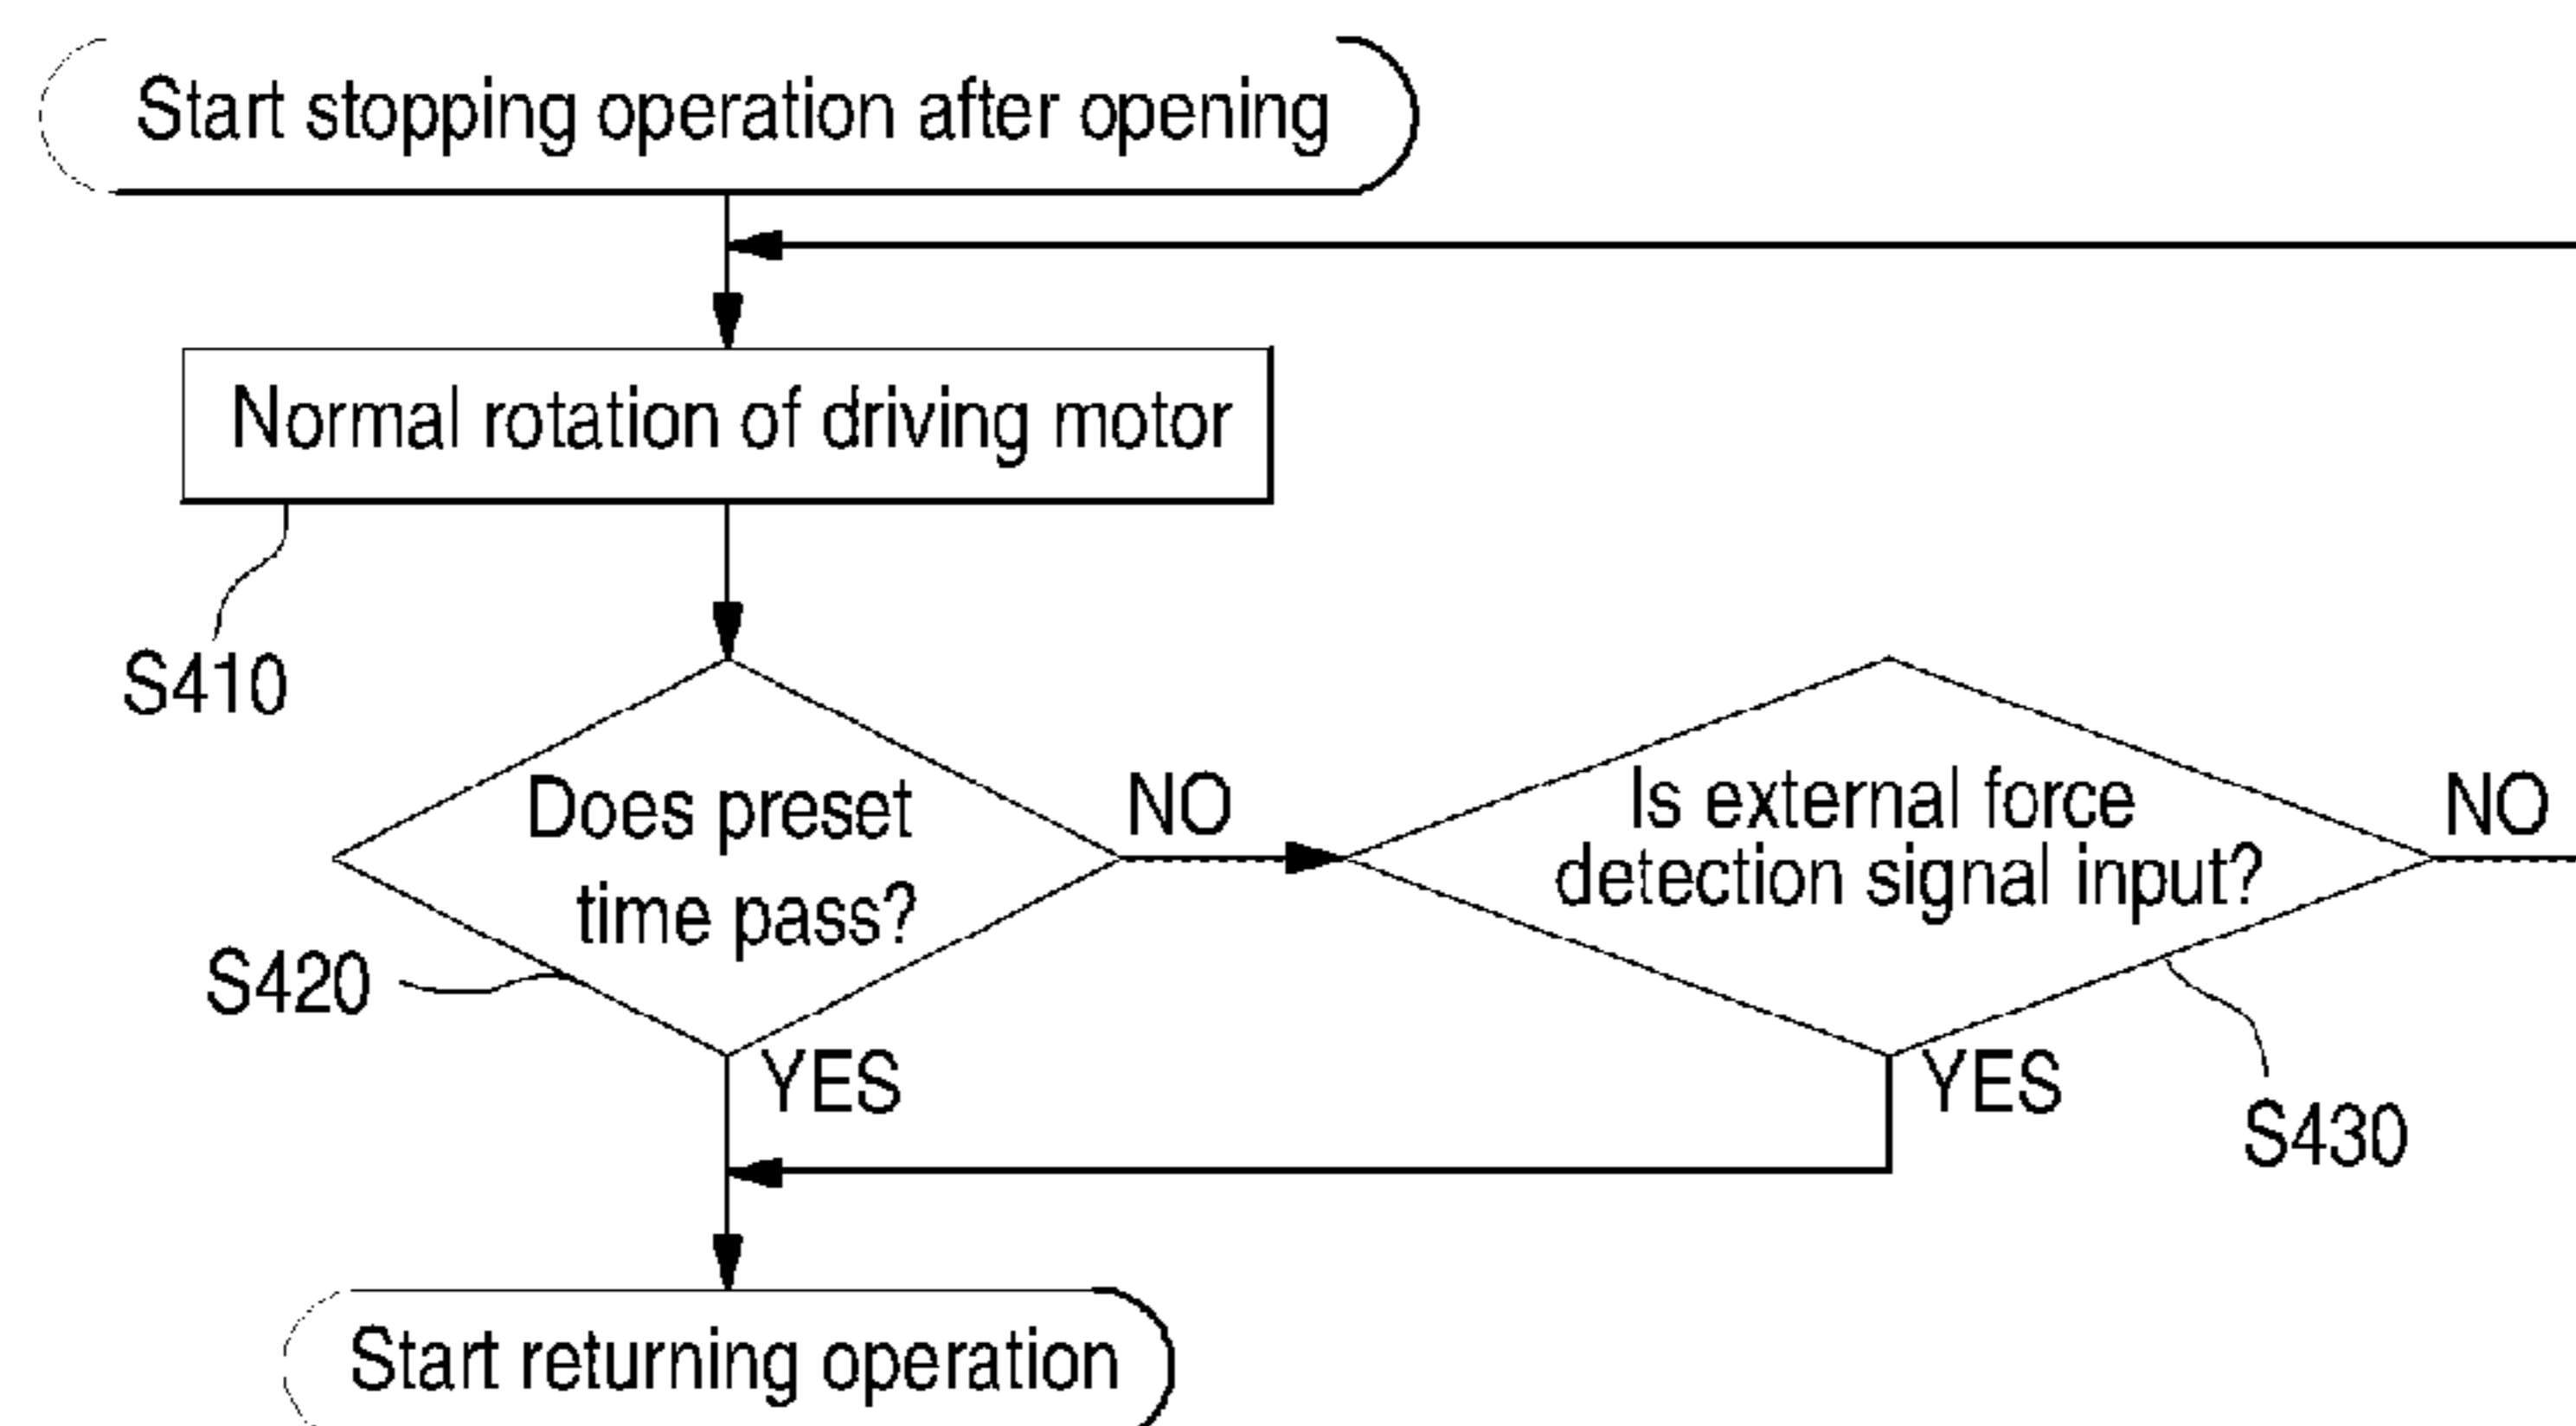 Start stopping operation after opening
Normal rotation of driving motor
S410
Does preset
time pass?
NO
Is external force
detection signal input?
NO
S420
YES
YES
S430
Start returning operation